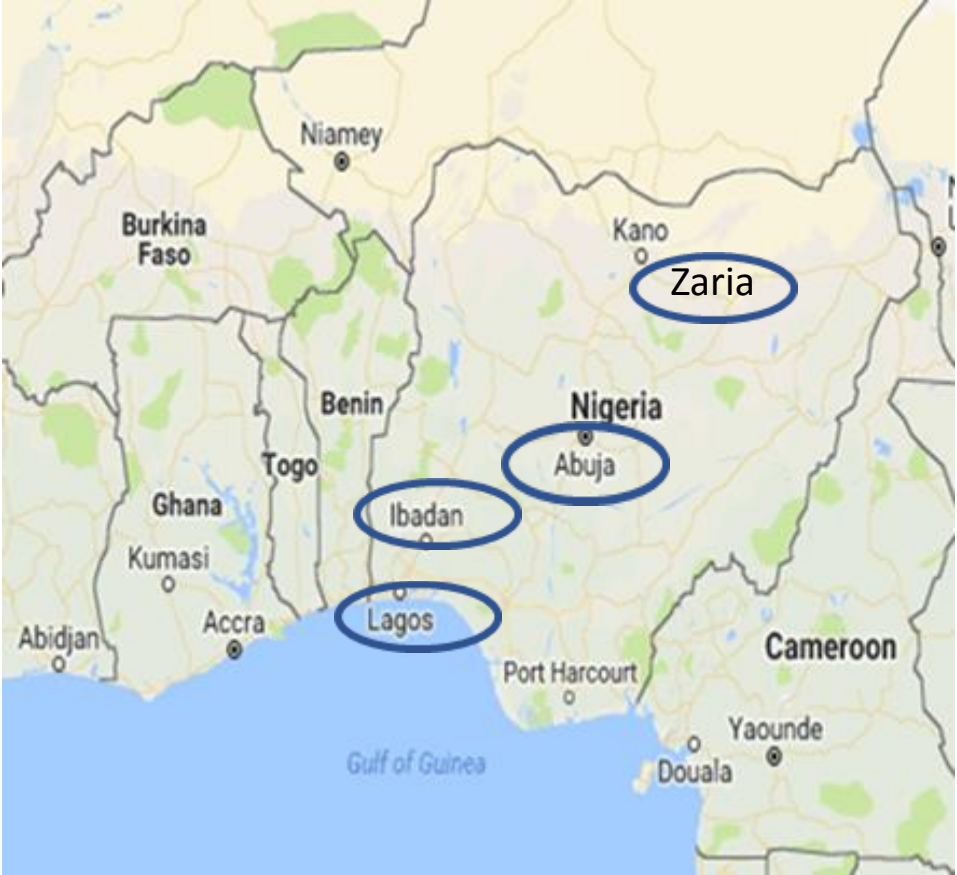 Niamey
Burkina
Faso
Kano
Zaria
Benin
Nigeria
Togo
Abuja
Ghana
Ibadan
Kumasi
Lagos
Accra
Abidjan
Cameroon
Port Harcourt
Yaounde
Gulf of Guinea
Douala